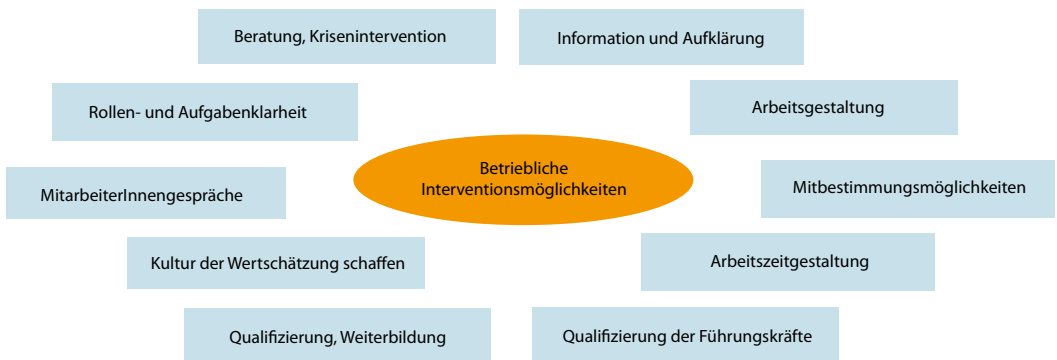 Beratung, Krisenintervention
Information und Aufklärung
Rollen- und Aufgabenklarheit
Arbeitsgestaltung
Betriebliche
Interventionsmöglichkeiten
MitarbeiterInnengespräche
Mitbestimmungsmöglichkeiten
Kultur der Wertschätzung schaffen
Arbeitszeitgestaltung
Qualifizierung, Weiterbildung
Qualifizierung der Führungskräfte